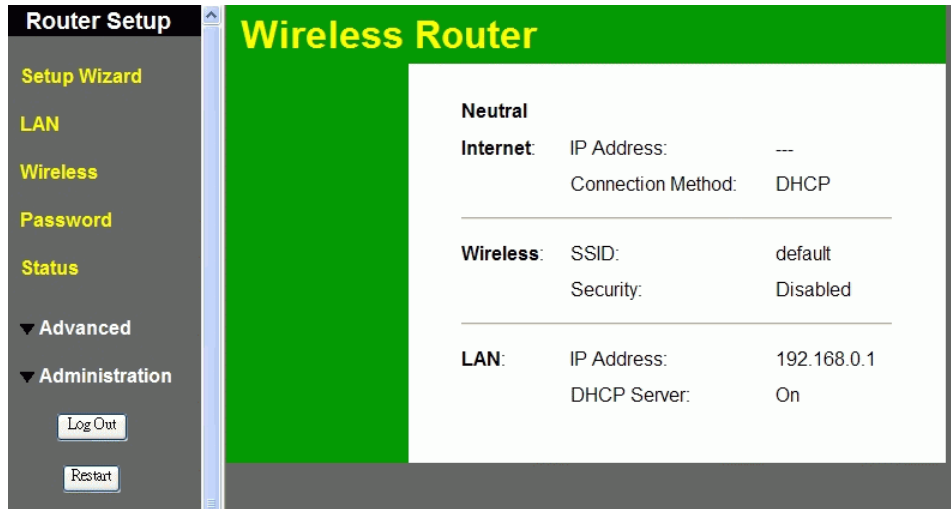 Router Setup
Setup Wizard
LAN
Wireless
Password
Status
Advanced
Administration
Log Out
Restart
Wireless Router
Neutral
Internet: IP Address: ---
Connection Method: DHCP
Wireless: SSID: default
Security: Disabled
LAN: IP Address: 192.168.0.1
DHCP Server: On